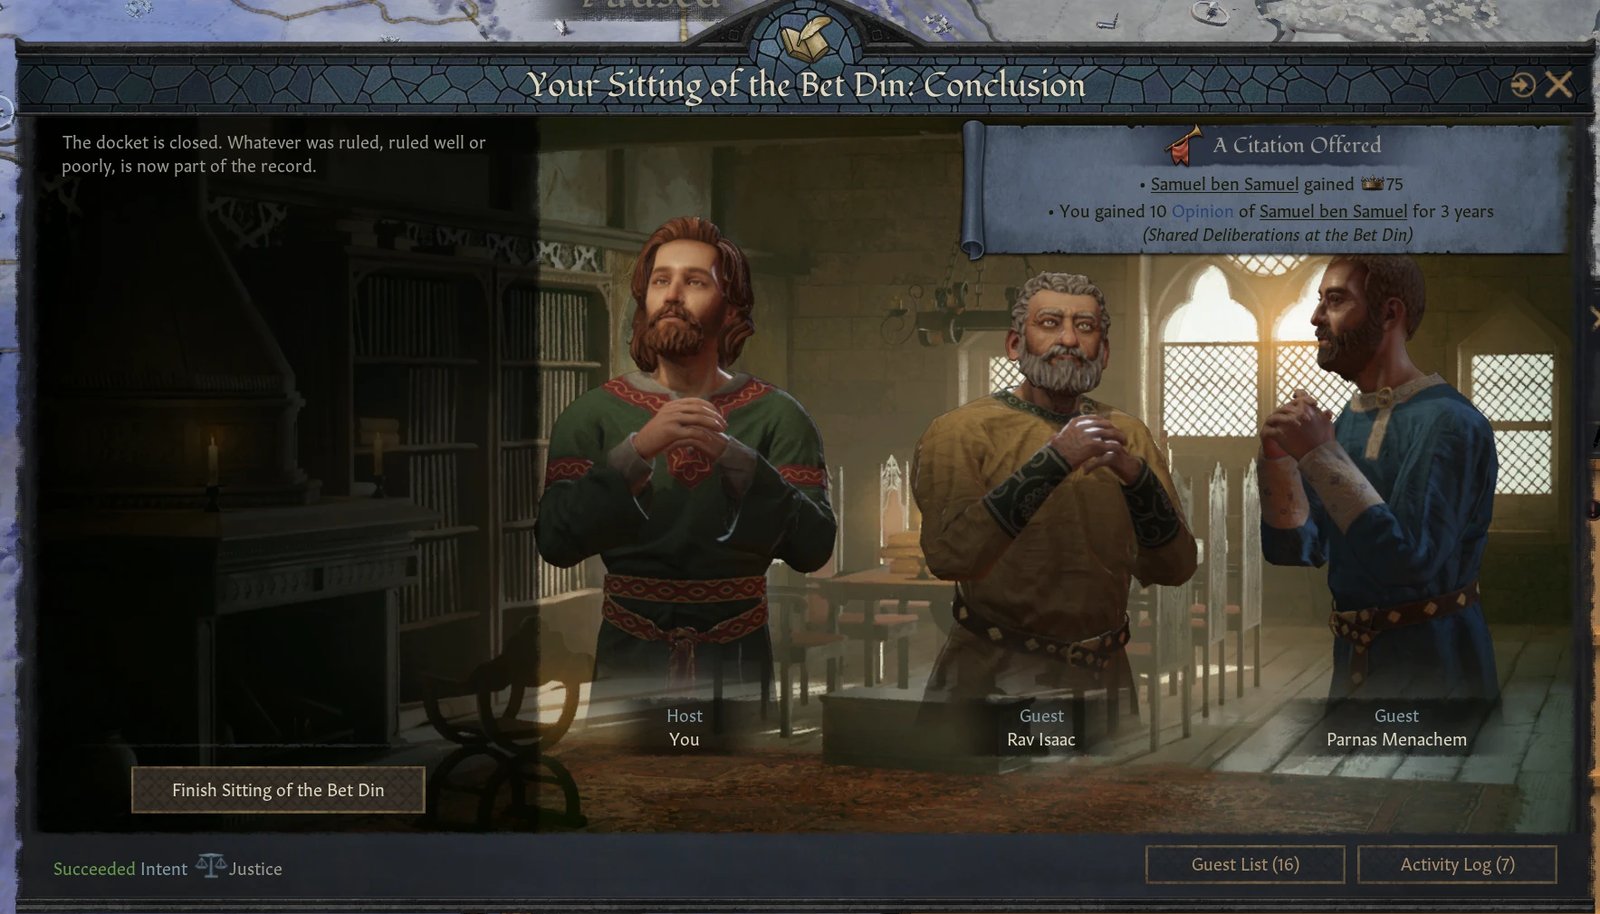 Paused
Your Sitting of the Bet Din: Conclusion
The docket is closed. Whatever was ruled, ruled well or
poorly, is now part of the record.
A Citation Offered
• Samuel ben Samuel gained 75
• You gained 10 Opinion of Samuel ben Samuel for 3 years
(Shared Deliberations at the Bet Din)
Host
You
Guest
Rav Isaac
Guest
Parnas Menachem
Finish Sitting of the Bet Din
Succeeded Intent Justice
Guest List (16)
Activity Log (7)